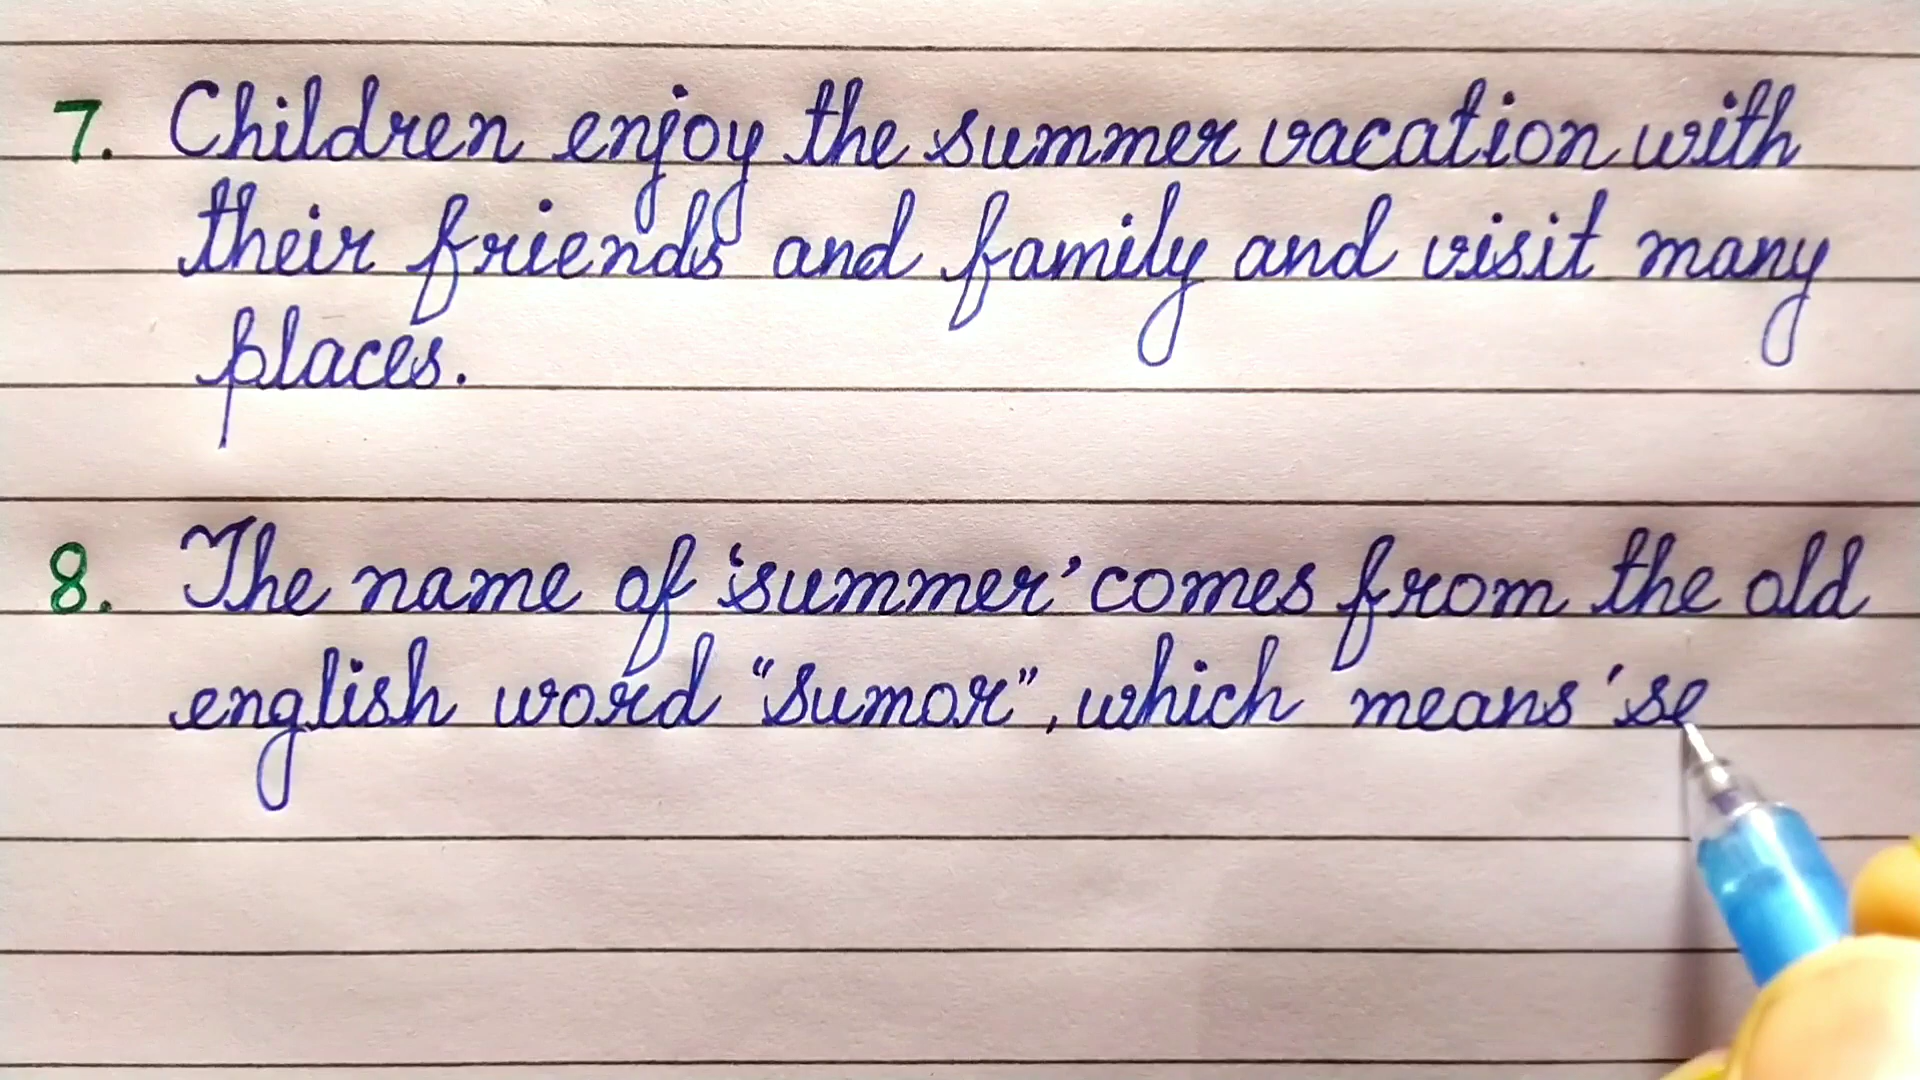 7. Children enjoy the summer vacation with
their friends and family and visit many
places.
8. The name of 'summer' comes from the old
english word "sumor", which means 'se